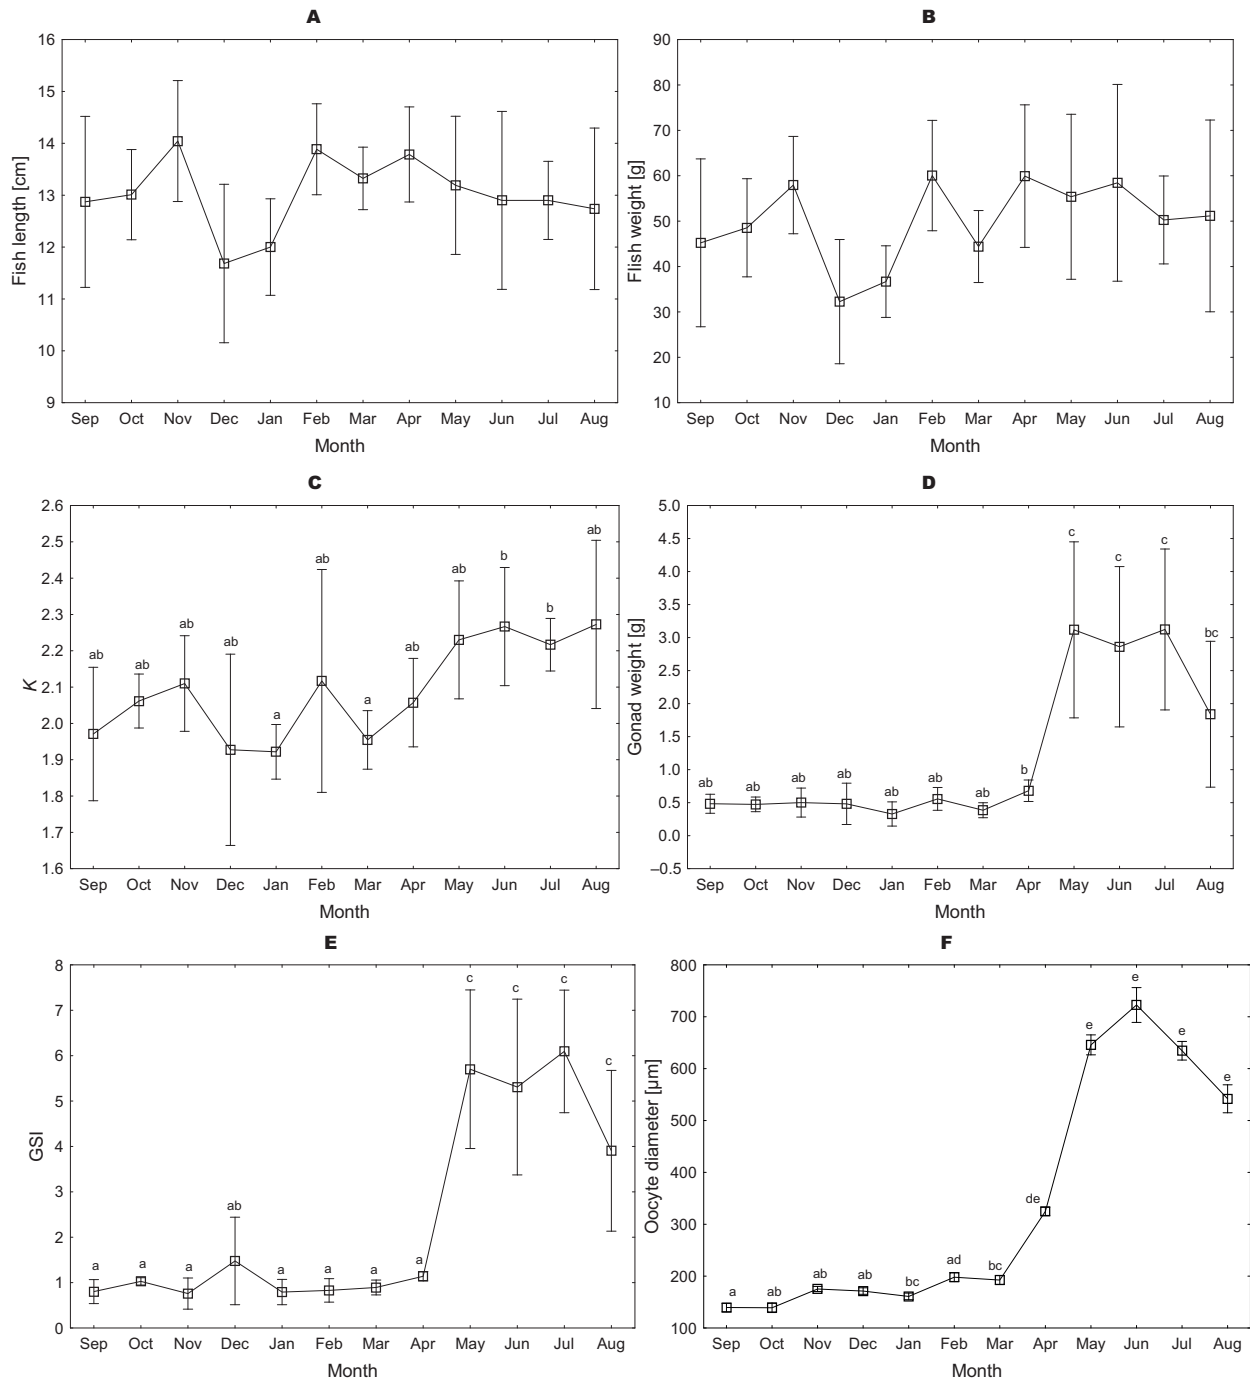 A
Fish length [cm]
16
15
14
13
12
11
10
9
Sep Oct Nov Dec Jan Feb Mar Apr May Jun Jul Aug
Month
B
FIish weight [g]
90
80
70
60
50
40
30
20
10
Sep Oct Nov Dec Jan Feb Mar Apr May Jun Jul Aug
Month
C
K
2.6
2.5
2.4
2.3
2.2
2.1
2.0
1.9
1.8
1.7
1.6
ab ab ab ab a ab a ab ab b b ab
Sep Oct Nov Dec Jan Feb Mar Apr May Jun Jul Aug
Month
D
Gonad weight [g]
5.0
4.5
4.0
3.5
3.0
2.5
2.0
1.5
1.0
0.5
0.0
–0.5
ab ab ab ab ab ab ab b c c c bc
Sep Oct Nov Dec Jan Feb Mar Apr May Jun Jul Aug
Month
E
GSI
8
7
6
5
4
3
2
1
0
a a a ab a a a a c c c c
Sep Oct Nov Dec Jan Feb Mar Apr May Jun Jul Aug
Month
F
Oocyte diameter [µm]
800
700
600
500
400
300
200
100
a ab ab ab bc ad bc de e e e e
Sep Oct Nov Dec Jan Feb Mar Apr May Jun Jul Aug
Month